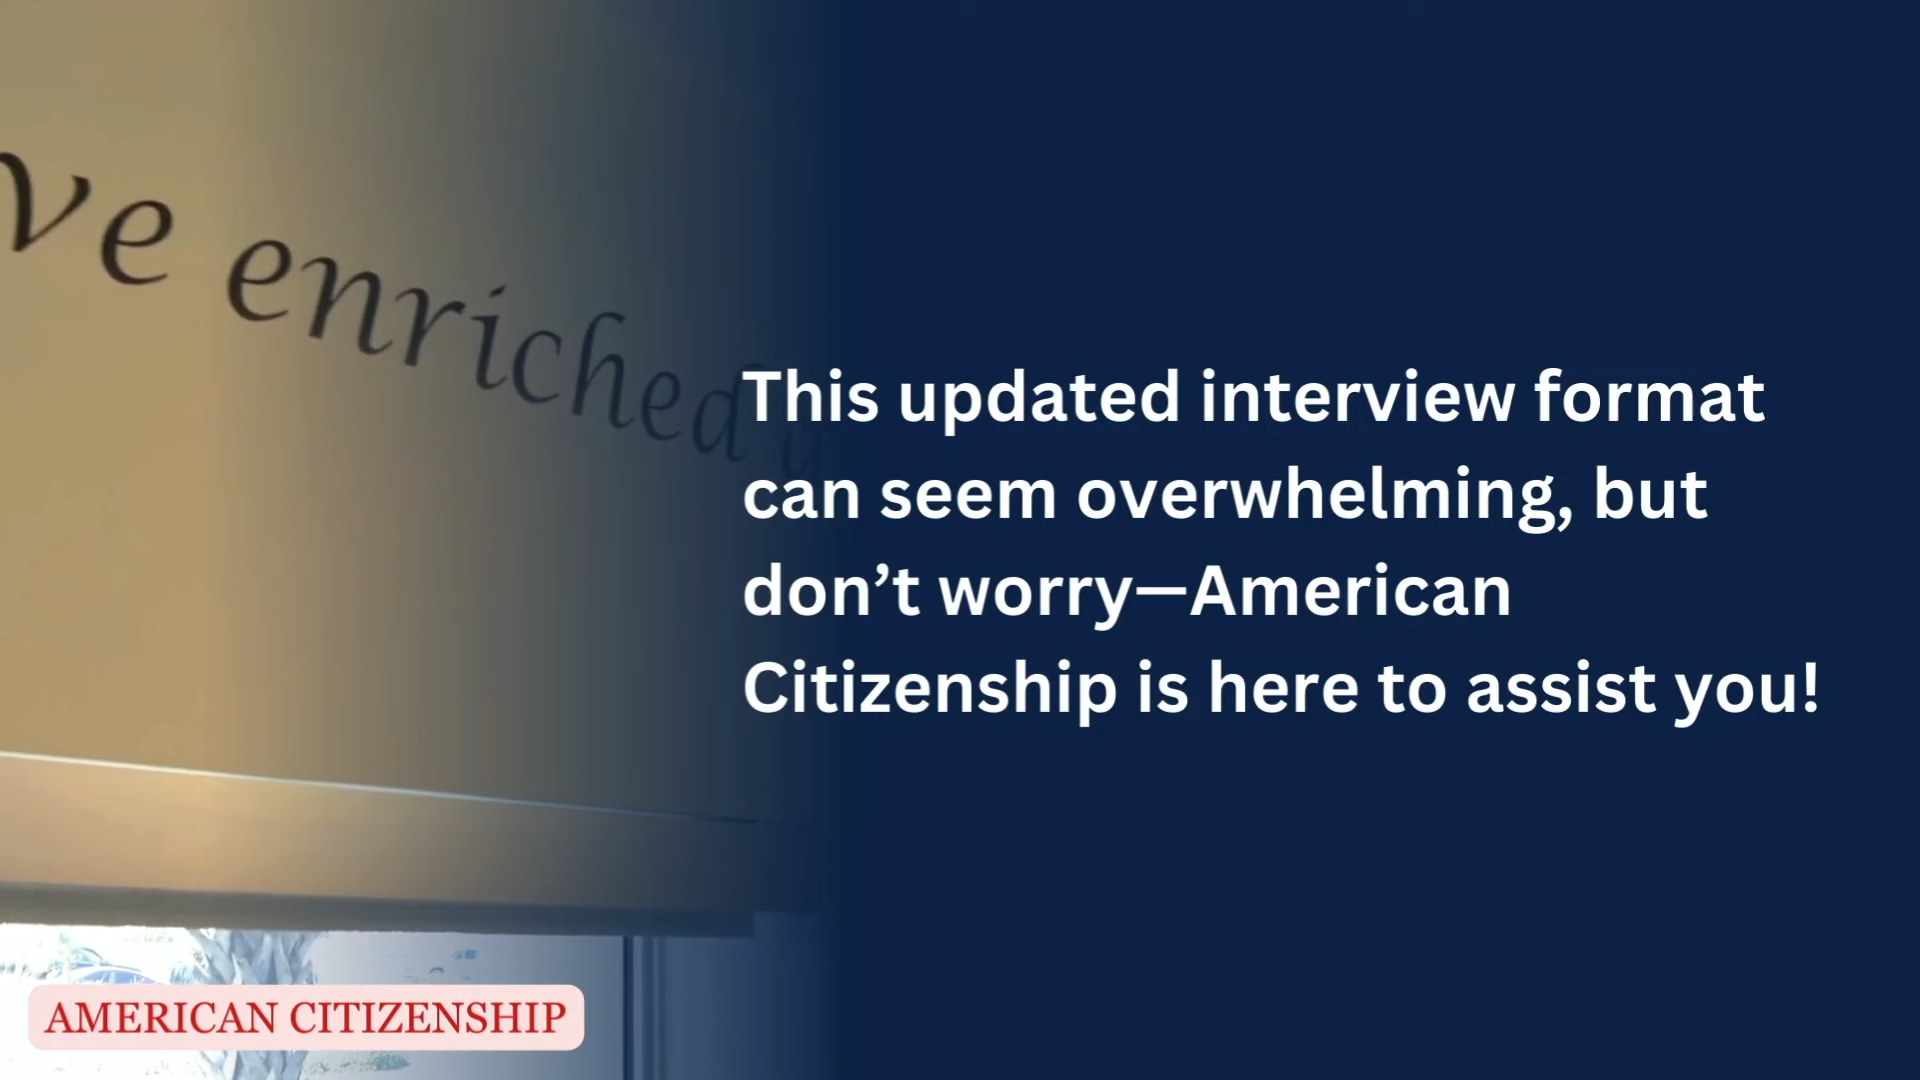 ve enriched
This updated interview format
can seem overwhelming, but
don’t worry—American
Citizenship is here to assist you!
AMERICAN CITIZENSHIP